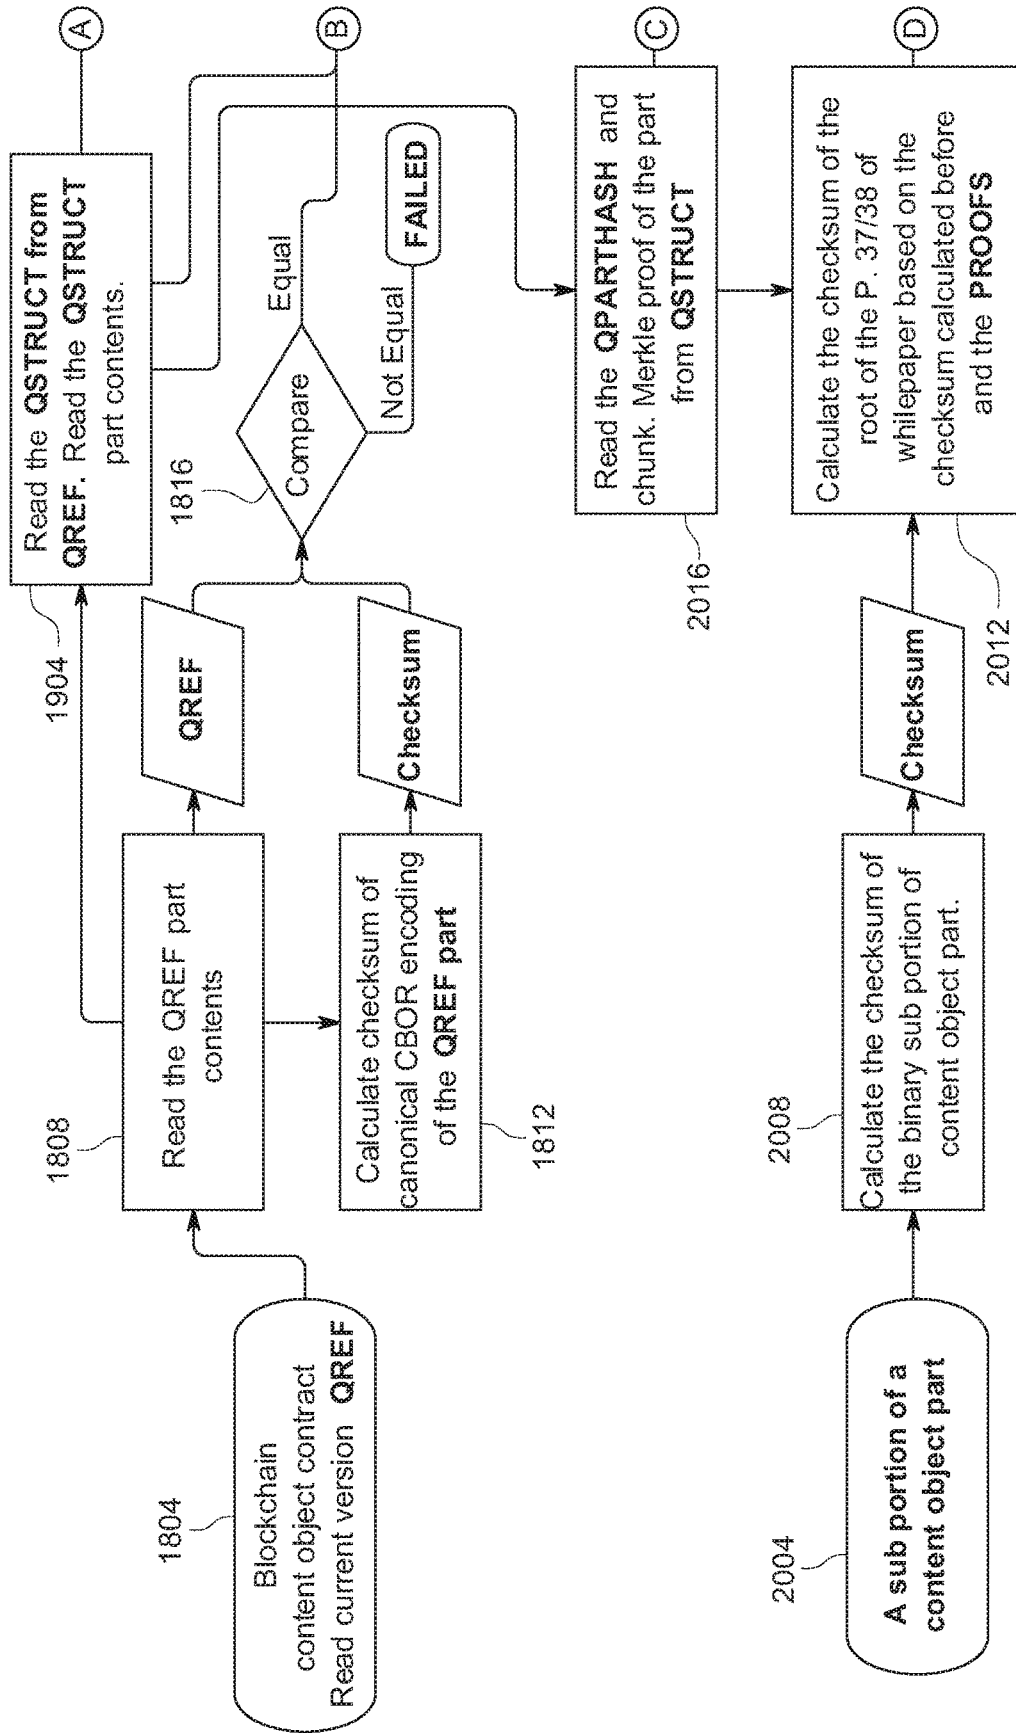 1804
Blockchain
content object contract
Read current version QREF
1808
Read the QREF part
contents
QREF
1904
Read the QSTRUCT from
QREF. Read the QSTRUCT
part contents.
A
Calculate checksum of
canonical CBOR encoding
of the QREF part
1812
Checksum
1816
Compare
Equal
Not Equal
FAILED
B
Read the QPARTHASH and
chunk. Merkle proof of the part
from QSTRUCT
2016
C
2004
A sub portion of a
content object part
2008
Calculate the checksum of
the binary sub portion of
content object part.
Checksum
Calculate the checksum of the
root of the P. 37/38 of
whilepaper based on the
checksum calculated before
and the PROOFS
2012
D